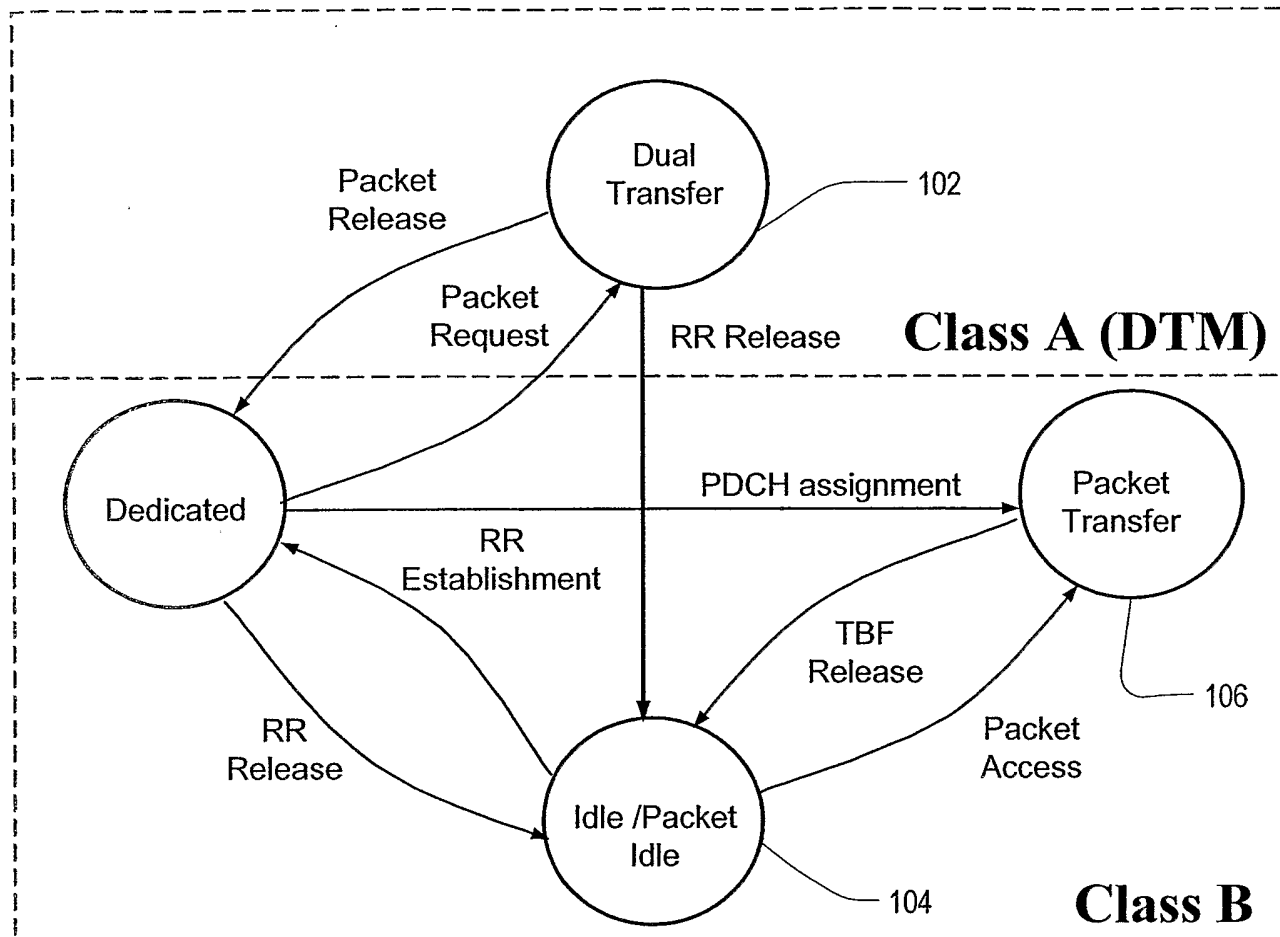 Dual
Transfer
102
Packet
Release
Packet
Request
RR Release
Class A (DTM)
Dedicated
PDCH assignment
Packet
Transfer
RR
Establishment
TBF
Release
106
RR
Release
Packet
Access
Idle /Packet
Idle
104
Class B